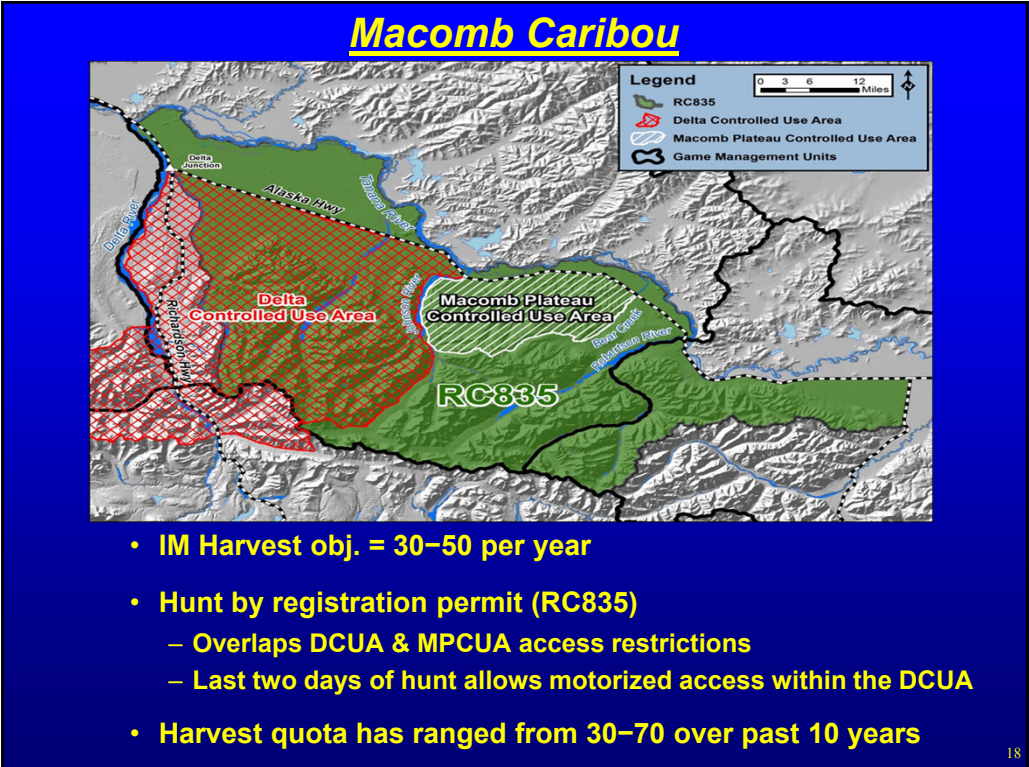 Macomb Caribou
Legend
0 3 6 12
Miles
N
RC835
Delta Controlled Use Area
Macomb Plateau Controlled Use Area
Game Management Units
Delta
Junction
Alaska Hwy
Tanana River
Delta River
Richardson Hwy
Delta
Controlled Use Area
Johnson River
Macomb Plateau
Controlled Use Area
Bear Creek
Robertson River
RC835
• IM Harvest obj. = 30−50 per year
• Hunt by registration permit (RC835)
– Overlaps DCUA & MPCUA access restrictions
– Last two days of hunt allows motorized access within the DCUA
• Harvest quota has ranged from 30−70 over past 10 years
18